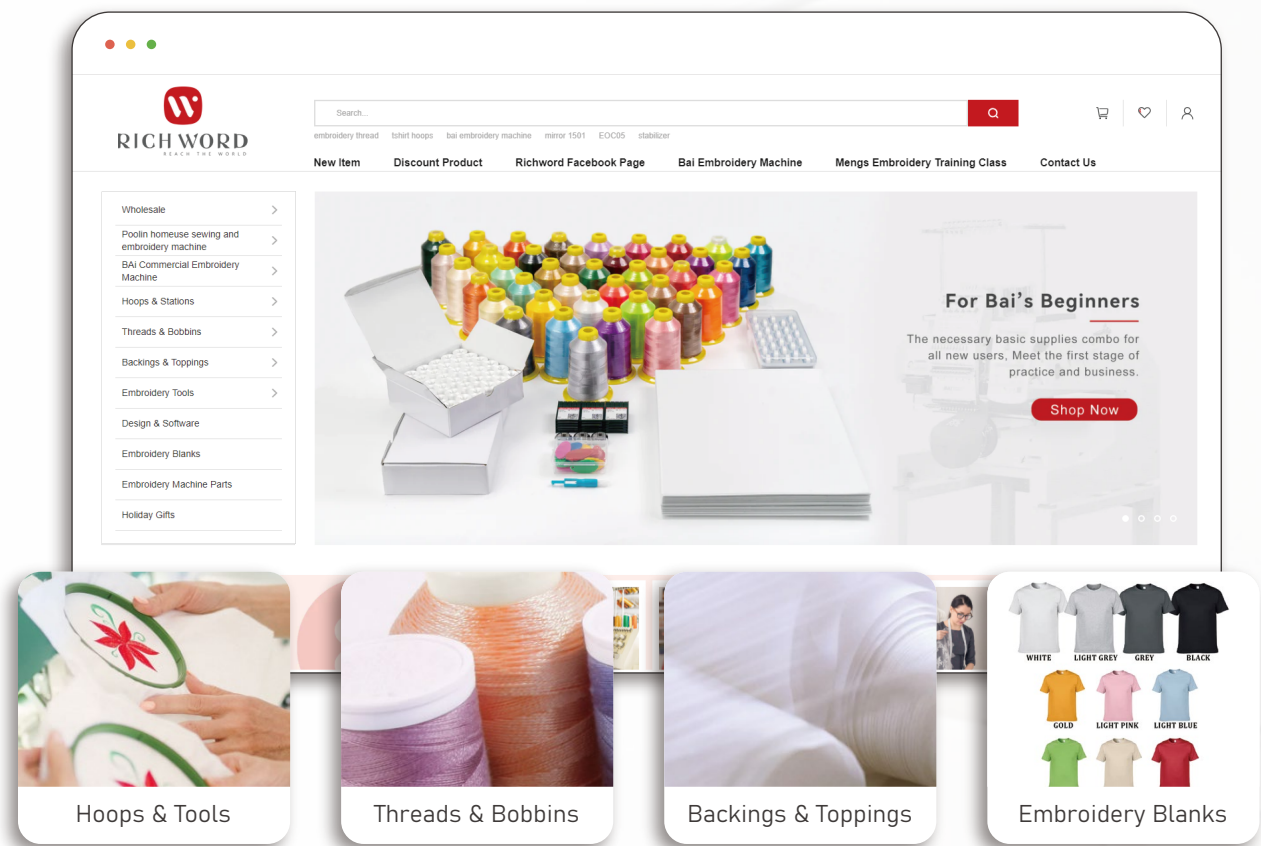 RICH WORD
REACH THE WORLD
Search...
embroidery thread tshirt hoops bai embroidery machine mirror 1501 EOC05 stabilizer
New Item Discount Product Richword Facebook Page Bai Embroidery Machine Mengs Embroidery Training Class Contact Us
Wholesale
Poolin homeuse sewing and
embroidery machine
BAi Commercial Embroidery
Machine
Hoops & Stations
Threads & Bobbins
Backings & Toppings
Embroidery Tools
Design & Software
Embroidery Blanks
Embroidery Machine Parts
Holiday Gifts
For Bai's Beginners
The necessary basic supplies combo for
all new users, Meet the first stage of
practice and business.
Shop Now
WHITE LIGHT GREY GREY BLACK
GOLD LIGHT PINK LIGHT BLUE
Hoops & Tools
Threads & Bobbins
Backings & Toppings
Embroidery Blanks